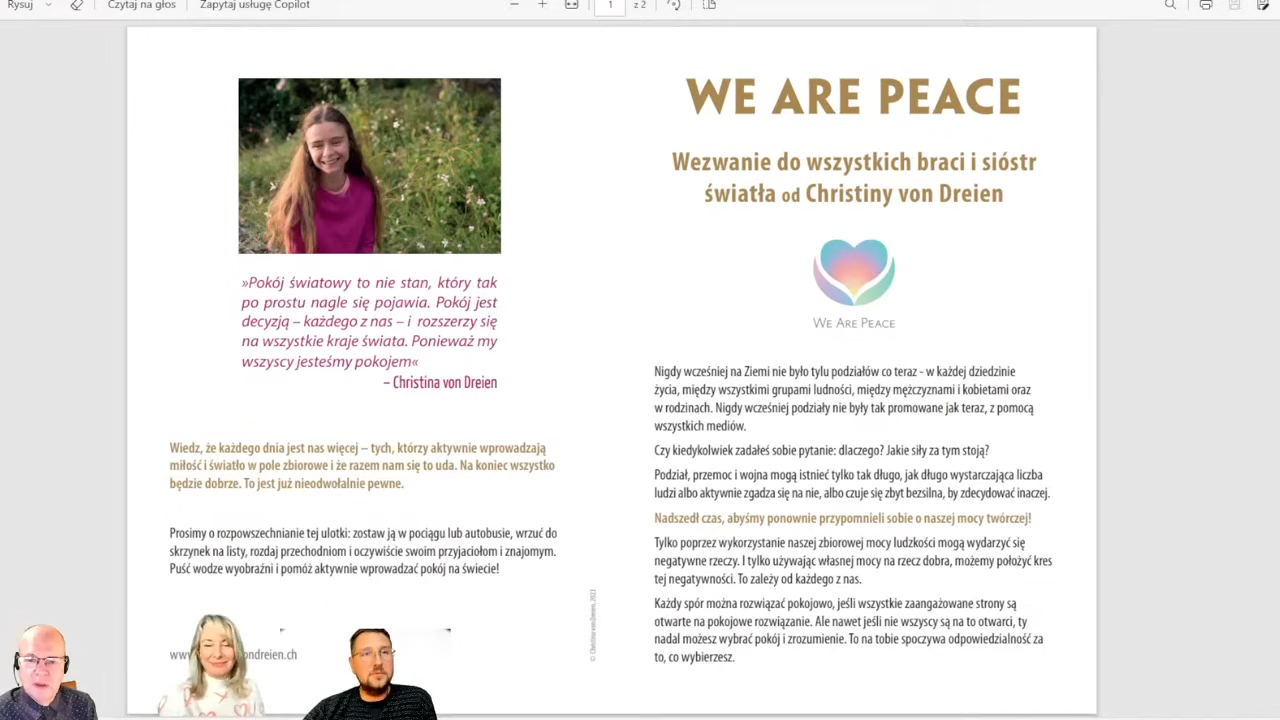 Rysuj
Czytaj na głos
Zapytaj usługę Copilot
1
z 2
»Pokój światowy to nie stan, który tak
po prostu nagle się pojawia. Pokój jest
decyzją – każdego z nas – i rozszerzy się
na wszystkie kraje świata. Ponieważ my
wszyscy jesteśmy pokojem«
– Christina von Dreien
Wiedz, że każdego dnia jest nas więcej – tych, którzy aktywnie wprowadzają
miłość i światło w pole zbiorowe i że razem nam się to uda. Na koniec wszystko
będzie dobrze. To jest już nieodwołalnie pewne.
Prosimy o rozpowszechnianie tej ulotki: zostaw ją w pociągu lub autobusie, wrzuć do
skrzynek na listy, rozdaj przechodniom i oczywiście swoim przyjaciołom i znajomym.
Puść wodze wyobraźni i pomóż aktywnie wprowadzać pokój na świecie!
www ondreien.ch
© Christina von Dreien,
WE ARE PEACE
Wezwanie do wszystkich braci i sióstr
światła od Christiny von Dreien
WE ARE PEACE
Nigdy wcześniej na Ziemi nie było tylu podziałów co teraz - w każdej dziedzinie
życia, między wszystkimi grupami ludności, między mężczyznami i kobietami oraz
w rodzinach. Nigdy wcześniej podziały nie były tak promowane jak teraz, z pomocą
wszystkich mediów.
Czy kiedykolwiek zadałeś sobie pytanie: dlaczego? Jakie siły za tym stoją?
Podział, przemoc i wojna mogą istnieć tylko tak długo, jak długo wystarczająca liczba
ludzi albo aktywnie zgadza się na nie, albo czuje się zbyt bezsilna, by zdecydować inaczej.
Nadszedł czas, abyśmy ponownie przypomnieli sobie o naszej mocy twórczej!
Tylko poprzez wykorzystanie naszej zbiorowej mocy ludzkości mogą wydarzyć się
negatywne rzeczy. I tylko używając własnej mocy na rzecz dobra, możemy położyć kres
tej negatywności. To zależy od każdego z nas.
Każdy spór można rozwiązać pokojowo, jeśli wszystkie zaangażowane strony są
otwarte na pokojowe rozwiązanie. Ale nawet jeśli nie wszyscy są na to otwarci, ty
nadal możesz wybrać pokój i zrozumienie. To na tobie spoczywa odpowiedzialność za
to, co wybierzesz.